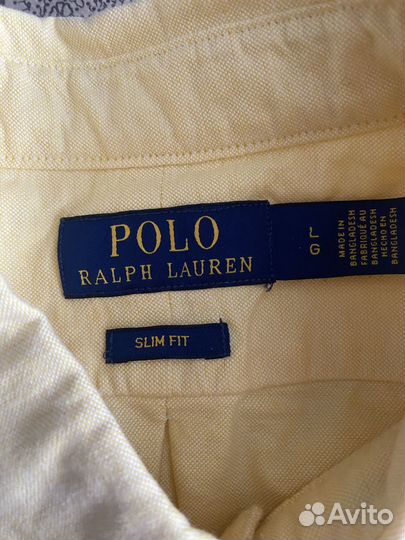 POLO
RALPH LAUREN
SLIM FIT
L
G
MADE IN
BANGLADESH
FABRIQUÉ AU
BANGLADESH
HECHO EN
BANGLADESH
Avito